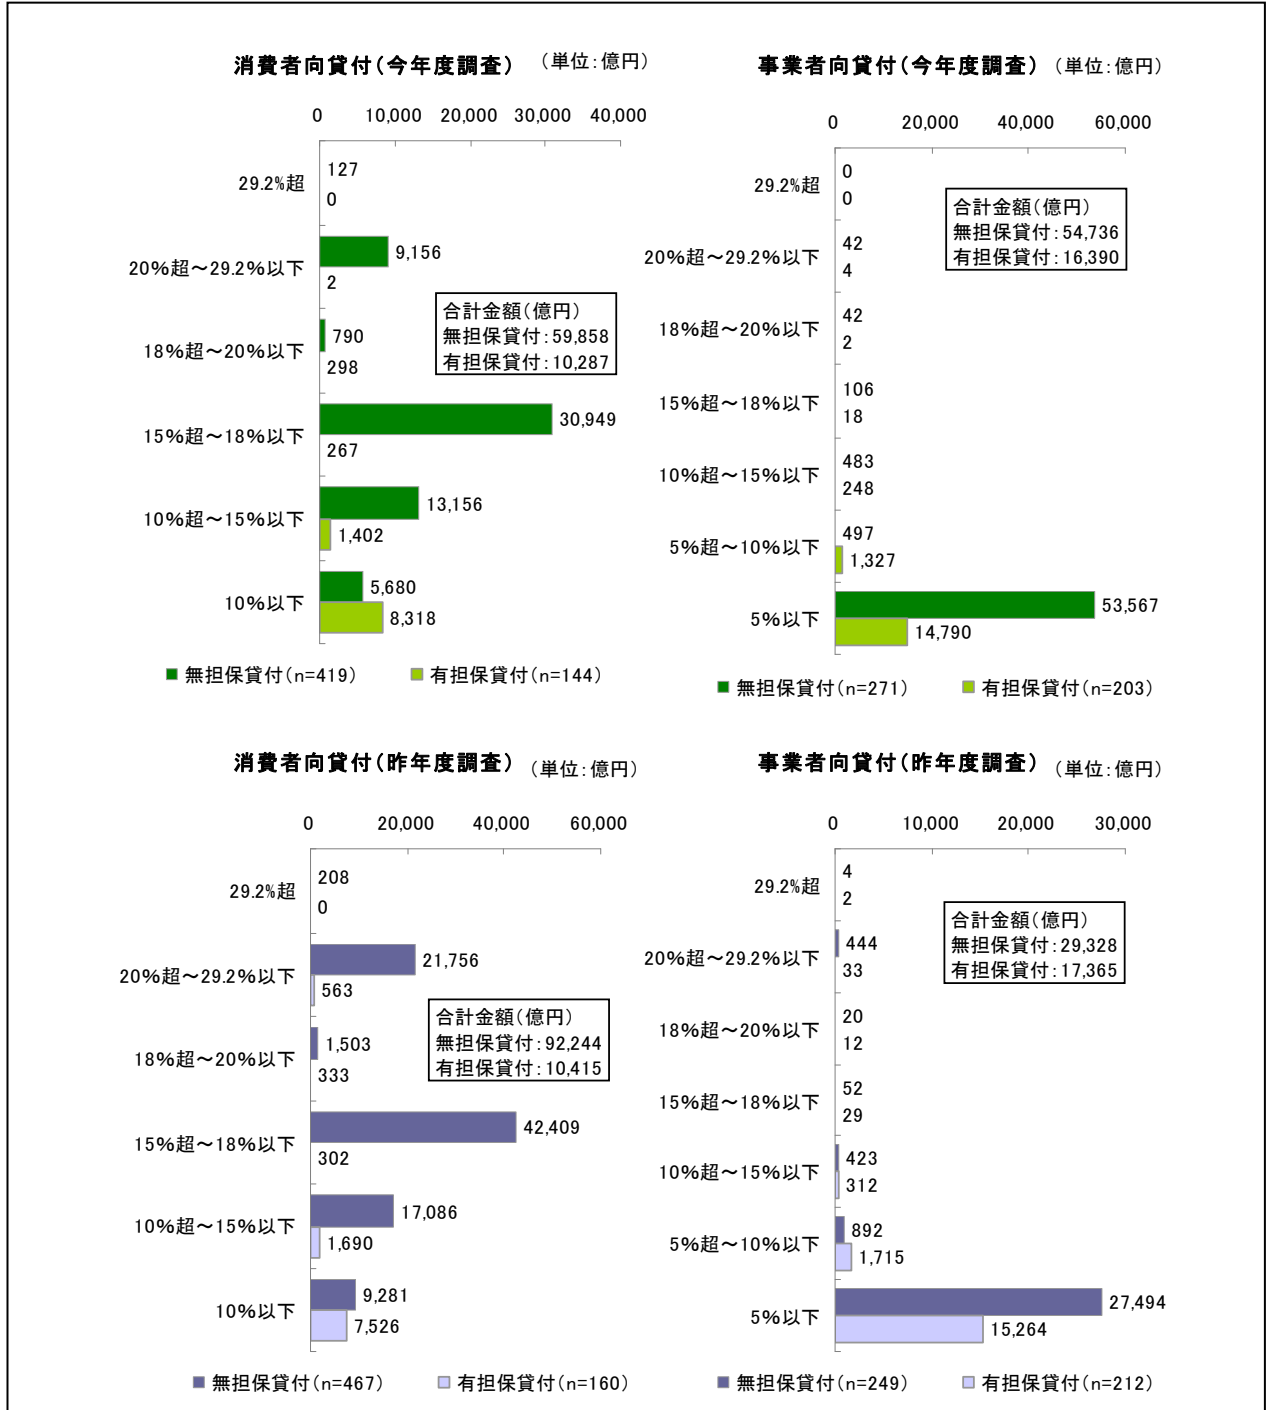 消費者向貸付（今年度調査） （単位：億円）
0 10,000 20,000 30,000 40,000
29.2%超
127
0
20%超～29.2%以下
9,156
2
18%超～20%以下
790
298
15%超～18%以下
30,949
267
10%超～15%以下
13,156
1,402
10%以下
5,680
8,318
合計金額（億円）
無担保貸付：59,858
有担保貸付：10,287
無担保貸付（n=419） 有担保貸付（n=144）
事業者向貸付（今年度調査） （単位：億円）
0 20,000 40,000 60,000
29.2%超
0
0
20%超～29.2%以下
42
4
18%超～20%以下
42
2
15%超～18%以下
106
18
10%超～15%以下
483
248
5%超～10%以下
497
1,327
5%以下
53,567
14,790
合計金額（億円）
無担保貸付：54,736
有担保貸付：16,390
無担保貸付（n=271） 有担保貸付（n=203）
消費者向貸付（昨年度調査） （単位：億円）
0 20,000 40,000 60,000
29.2%超
208
0
20%超～29.2%以下
21,756
563
18%超～20%以下
1,503
333
15%超～18%以下
42,409
302
10%超～15%以下
17,086
1,690
10%以下
9,281
7,526
合計金額（億円）
無担保貸付：92,244
有担保貸付：10,415
無担保貸付（n=467） 有担保貸付（n=160）
事業者向貸付（昨年度調査） （単位：億円）
0 10,000 20,000 30,000
29.2%超
4
2
20%超～29.2%以下
444
33
18%超～20%以下
20
12
15%超～18%以下
52
29
10%超～15%以下
423
312
5%超～10%以下
892
1,715
5%以下
27,494
15,264
合計金額（億円）
無担保貸付：29,328
有担保貸付：17,365
無担保貸付（n=249） 有担保貸付（n=212）